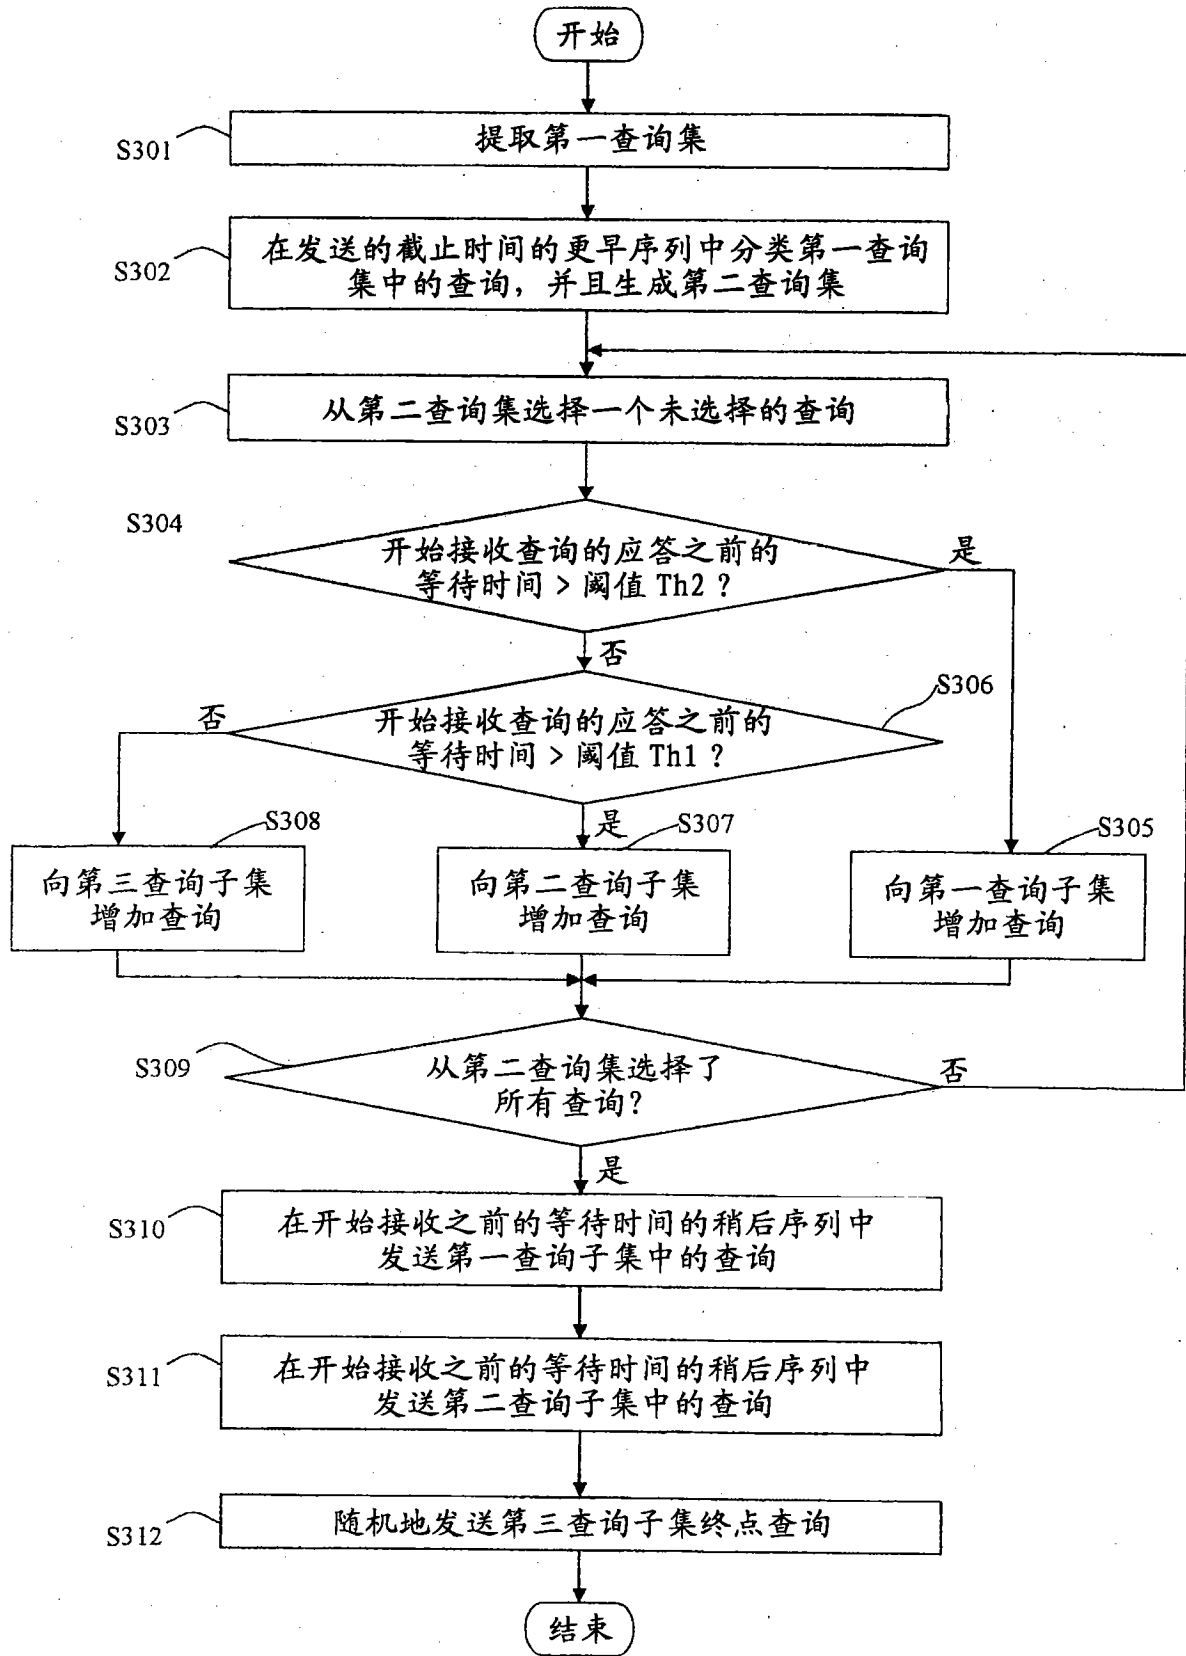 开始
S301
提取第一查询集
S302
在发送的截止时间的更早序列中分类第一查询
集中的查询，并且生成第二查询集
S303
从第二查询集选择一个未选择的查询
S304
开始接收查询的应答之前的
等待时间 > 阈值 Th2 ?
是
否
S306
开始接收查询的应答之前的
等待时间 > 阈值 Th1 ?
否
是
S308
向第三查询子集
增加查询
S307
向第二查询子集
增加查询
S305
向第一查询子集
增加查询
S309
从第二查询集选择了
所有查询?
否
是
S310
在开始接收之前的等待时间的稍后序列中
发送第一查询子集中的查询
S311
在开始接收之前的等待时间的稍后序列中
发送第二查询子集中的查询
S312
随机地发送第三查询子集终点查询
结束